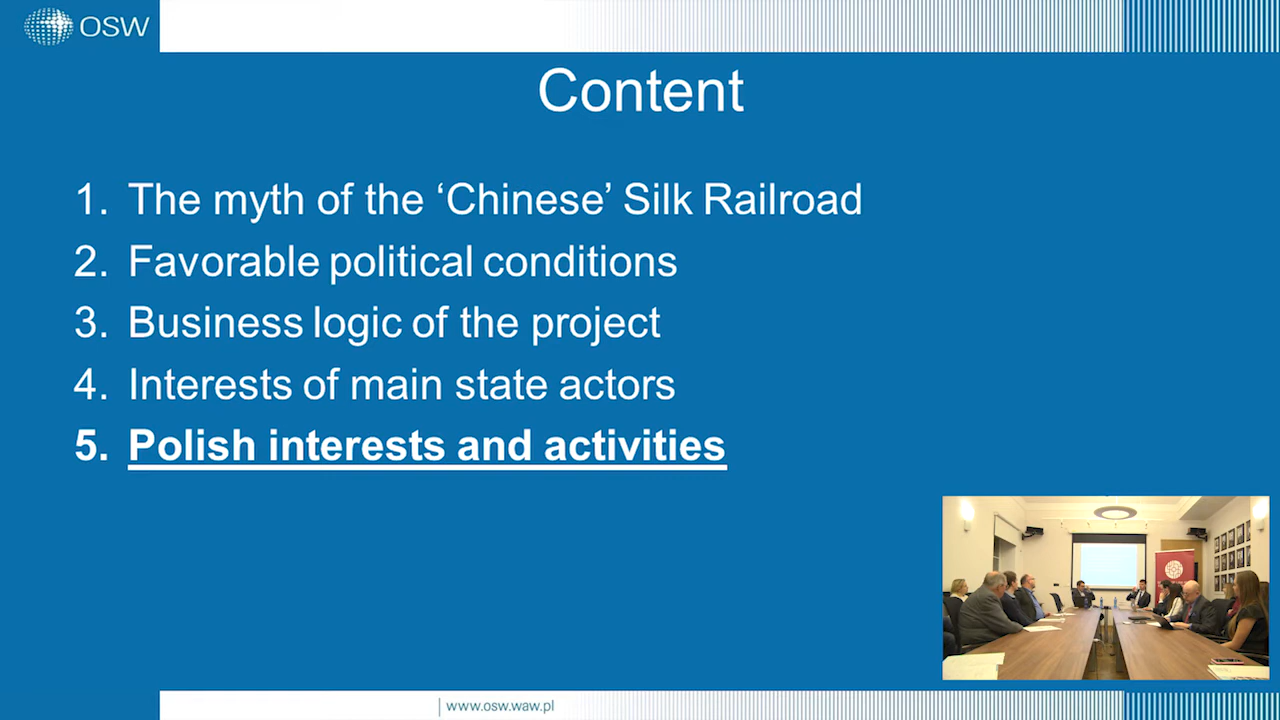 OSW
Content
1. The myth of the ‘Chinese’ Silk Railroad
2. Favorable political conditions
3. Business logic of the project
4. Interests of main state actors
5. Polish interests and activities
www.osw.waw.pl